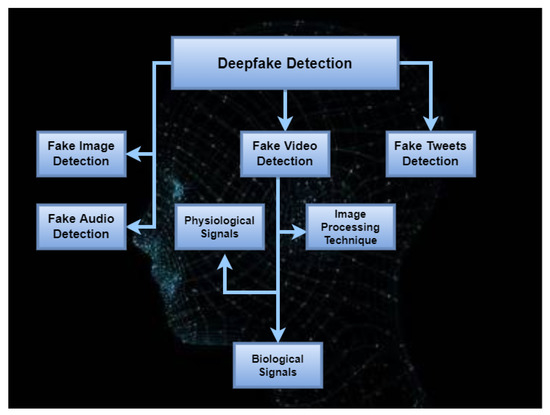 Deepfake Detection
Fake Image
Detection
Fake Video
Detection
Fake Tweets
Detection
Fake Audio
Detection
Physiological
Signals
Image
Processing
Technique
Biological
Signals